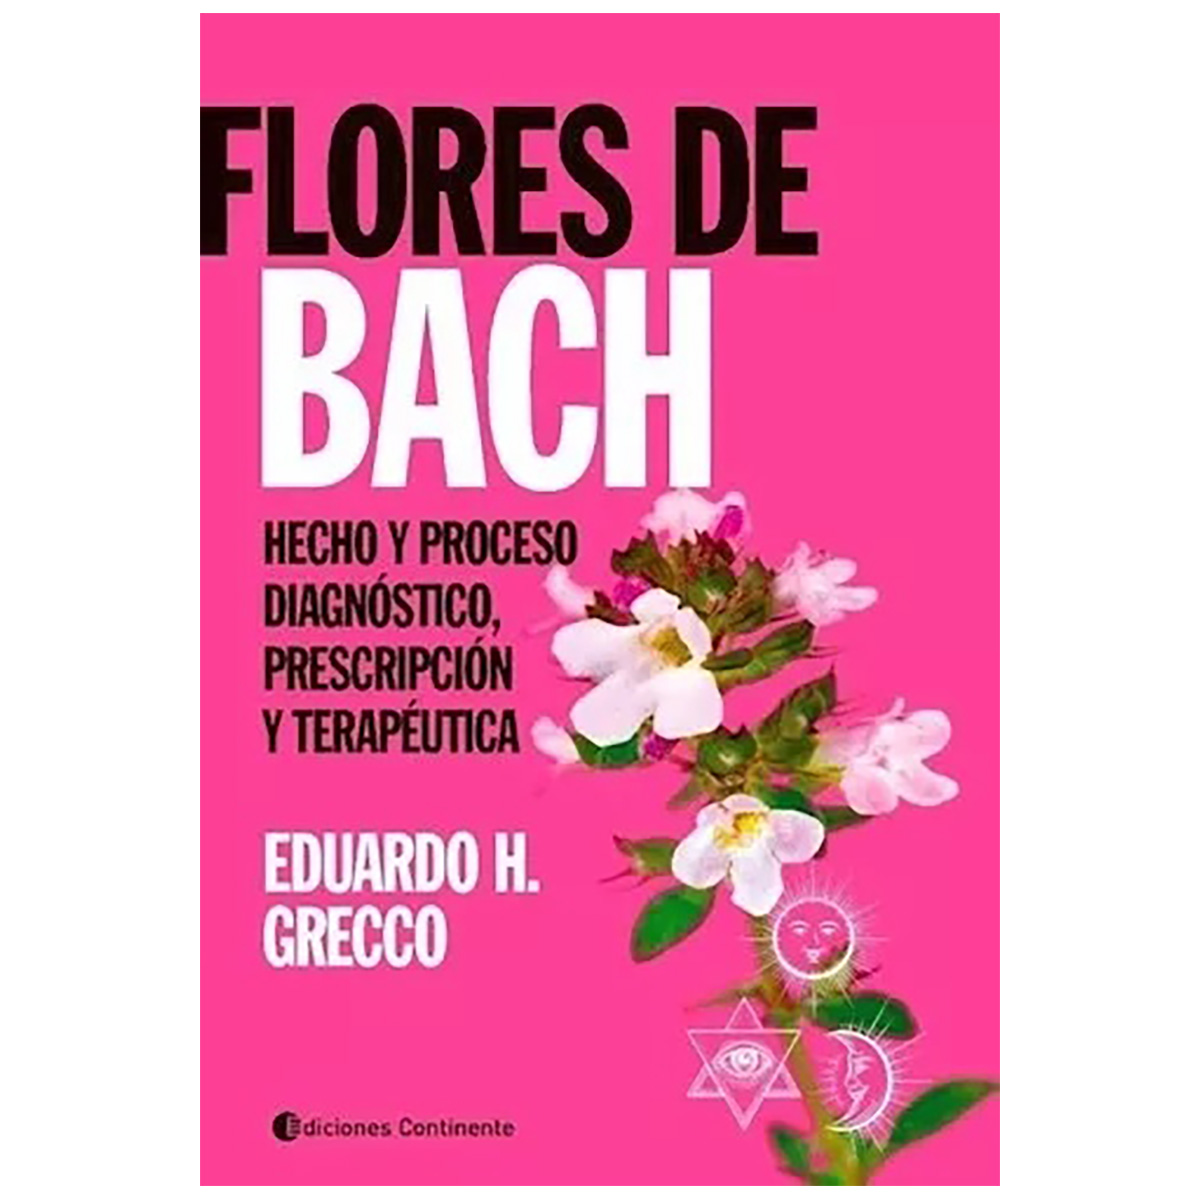 FLORES DE
BACH
HECHO Y PROCESO
DIAGNÓSTICO,
PRESCRIPCIÓN
Y TERAPÉUTICA
EDUARDO H.
GRECCO
Ediciones Continente